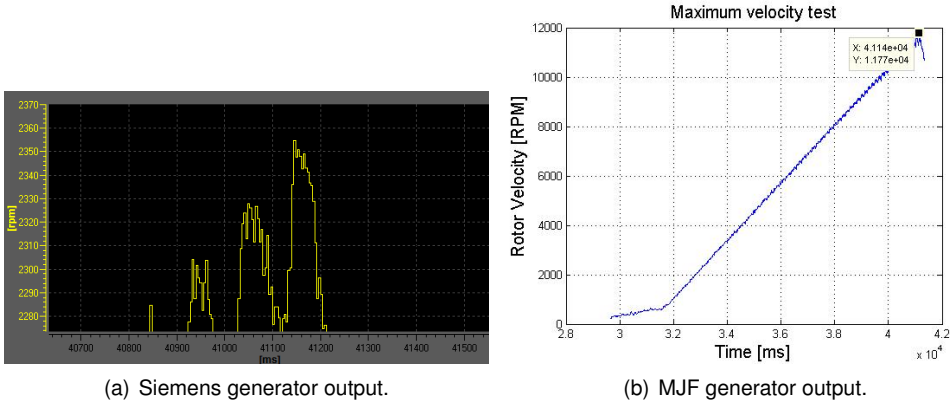 2370
2360
2350
2340
2330
2320
2310
2300
2290
2280
[rpm]
40700 40800 40900 41000 41100 41200 41300 41400 41500
[ms]
(a) Siemens generator output.
Maximum velocity test
12000
10000
8000
6000
4000
2000
0
Rotor Velocity [RPM]
X: 4.114e+04
Y: 1.177e+04
2.8 3 3.2 3.4 3.6 3.8 4 4.2
Time [ms]
x 10^4
(b) MJF generator output.